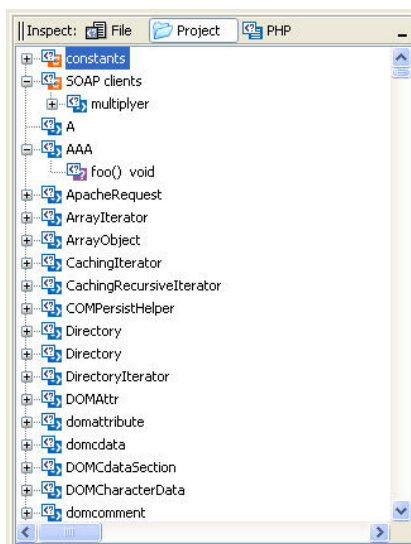 Inspect: File Project PHP
constants
SOAP clients
multiplyer
A
AAA
foo() void
ApacheRequest
ArrayIterator
ArrayObject
CachingIterator
CachingRecursiveIterator
COMPersistHelper
Directory
Directory
DirectoryIterator
DOMAttr
domattribute
domcdata
DOMCdataSection
DOMCharacterData
domcomment